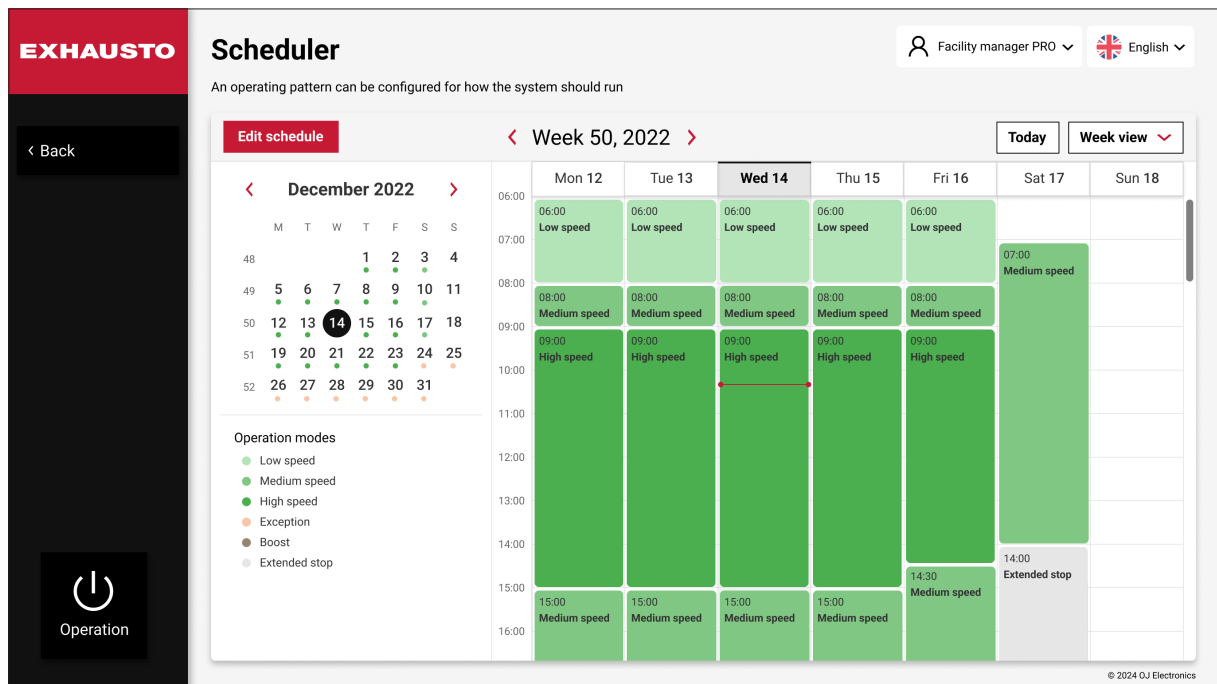 EXHAUSTO
Scheduler
Facility manager PRO
English
An operating pattern can be configured for how the system should run
< Back
Edit schedule
Week 50, 2022
Today
Week view
December 2022
M T W T F S S
48 1 2 3 4
49 5 6 7 8 9 10 11
50 12 13 14 15 16 17 18
51 19 20 21 22 23 24 25
52 26 27 28 29 30 31
Operation modes
Low speed
Medium speed
High speed
Exception
Boost
Extended stop
Mon 12 Tue 13 Wed 14 Thu 15 Fri 16 Sat 17 Sun 18
06:00
06:00 06:00 06:00 06:00 06:00
Low speed Low speed Low speed Low speed Low speed
07:00
07:00
Medium speed
08:00
08:00 08:00 08:00 08:00 08:00
Medium speed Medium speed Medium speed Medium speed Medium speed
09:00
09:00 09:00 09:00 09:00 09:00
High speed High speed High speed High speed High speed
10:00
11:00
12:00
13:00
14:00
14:00
Extended stop
14:30
Medium speed
15:00
15:00 15:00 15:00 15:00
Medium speed Medium speed Medium speed Medium speed
16:00
Operation
© 2024 OJ Electronics